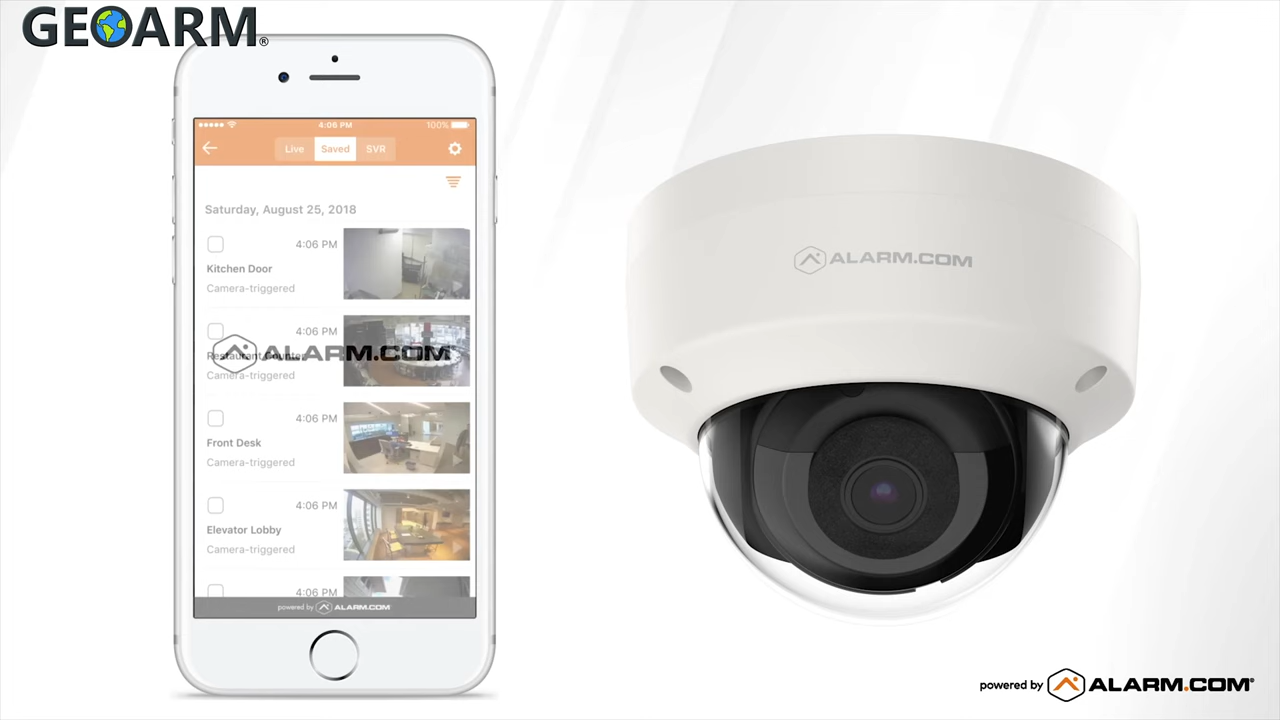 GEOARM®
4:06 PM
100%
Live
Saved
SVR
Saturday, August 25, 2018
4:06 PM
Kitchen Door
Camera-triggered
4:06 PM
Restaurant Counter
Camera-triggered
ALARM.COM
4:06 PM
Front Desk
Camera-triggered
4:06 PM
Elevator Lobby
Camera-triggered
4:06 PM
powered by ALARM.COM
ALARM.COM
powered by ALARM.COM®